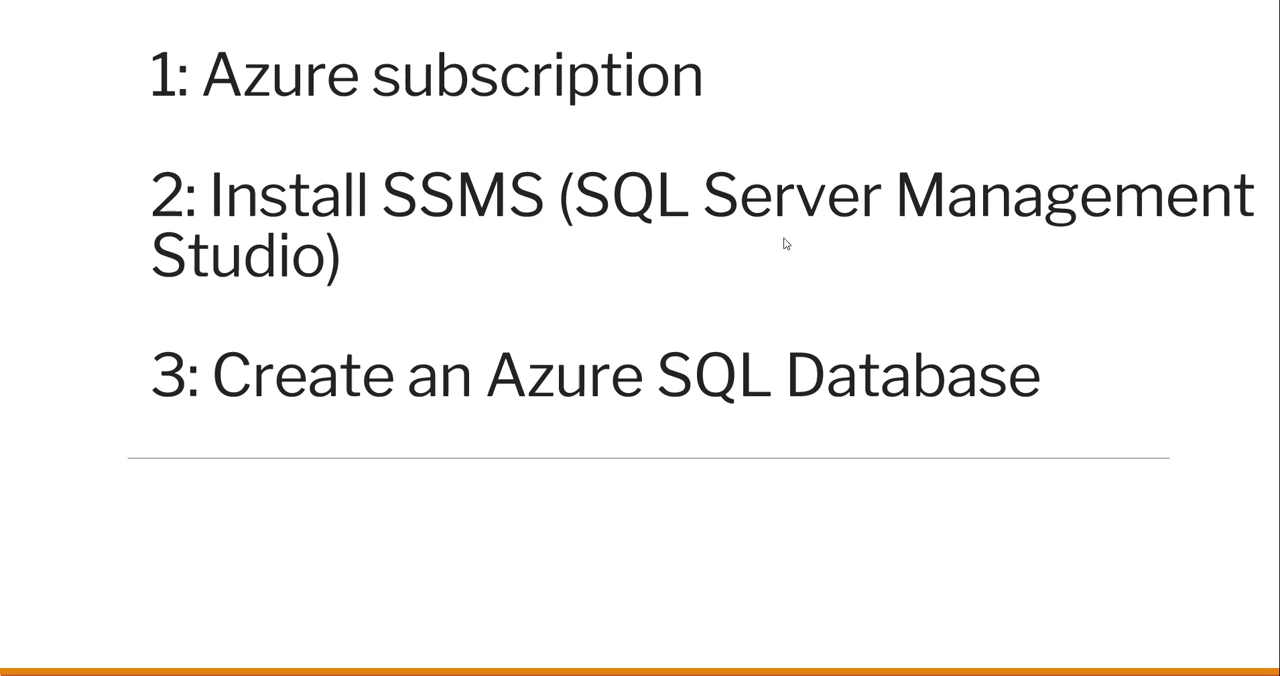 1: Azure subscription
2: Install SSMS (SQL Server Management
Studio)
3: Create an Azure SQL Database